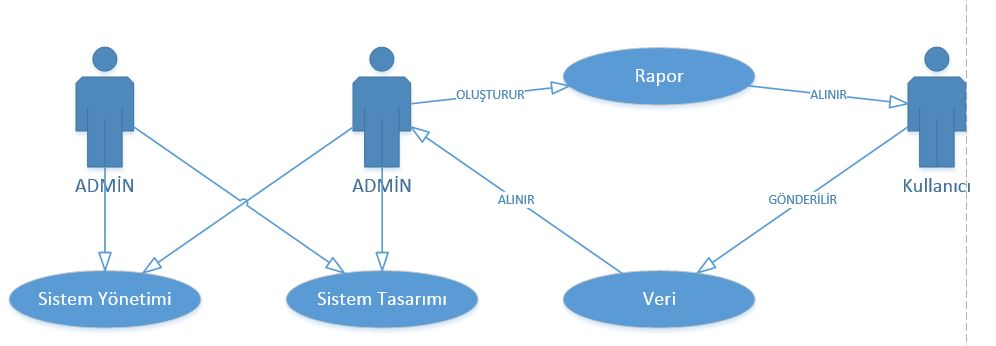 OLUŞTURUR
Rapor
ALINIR
ADMİN
ADMİN
Kullanıcı
ALINIR
GÖNDERİLİR
Sistem Yönetimi
Sistem Tasarımı
Veri